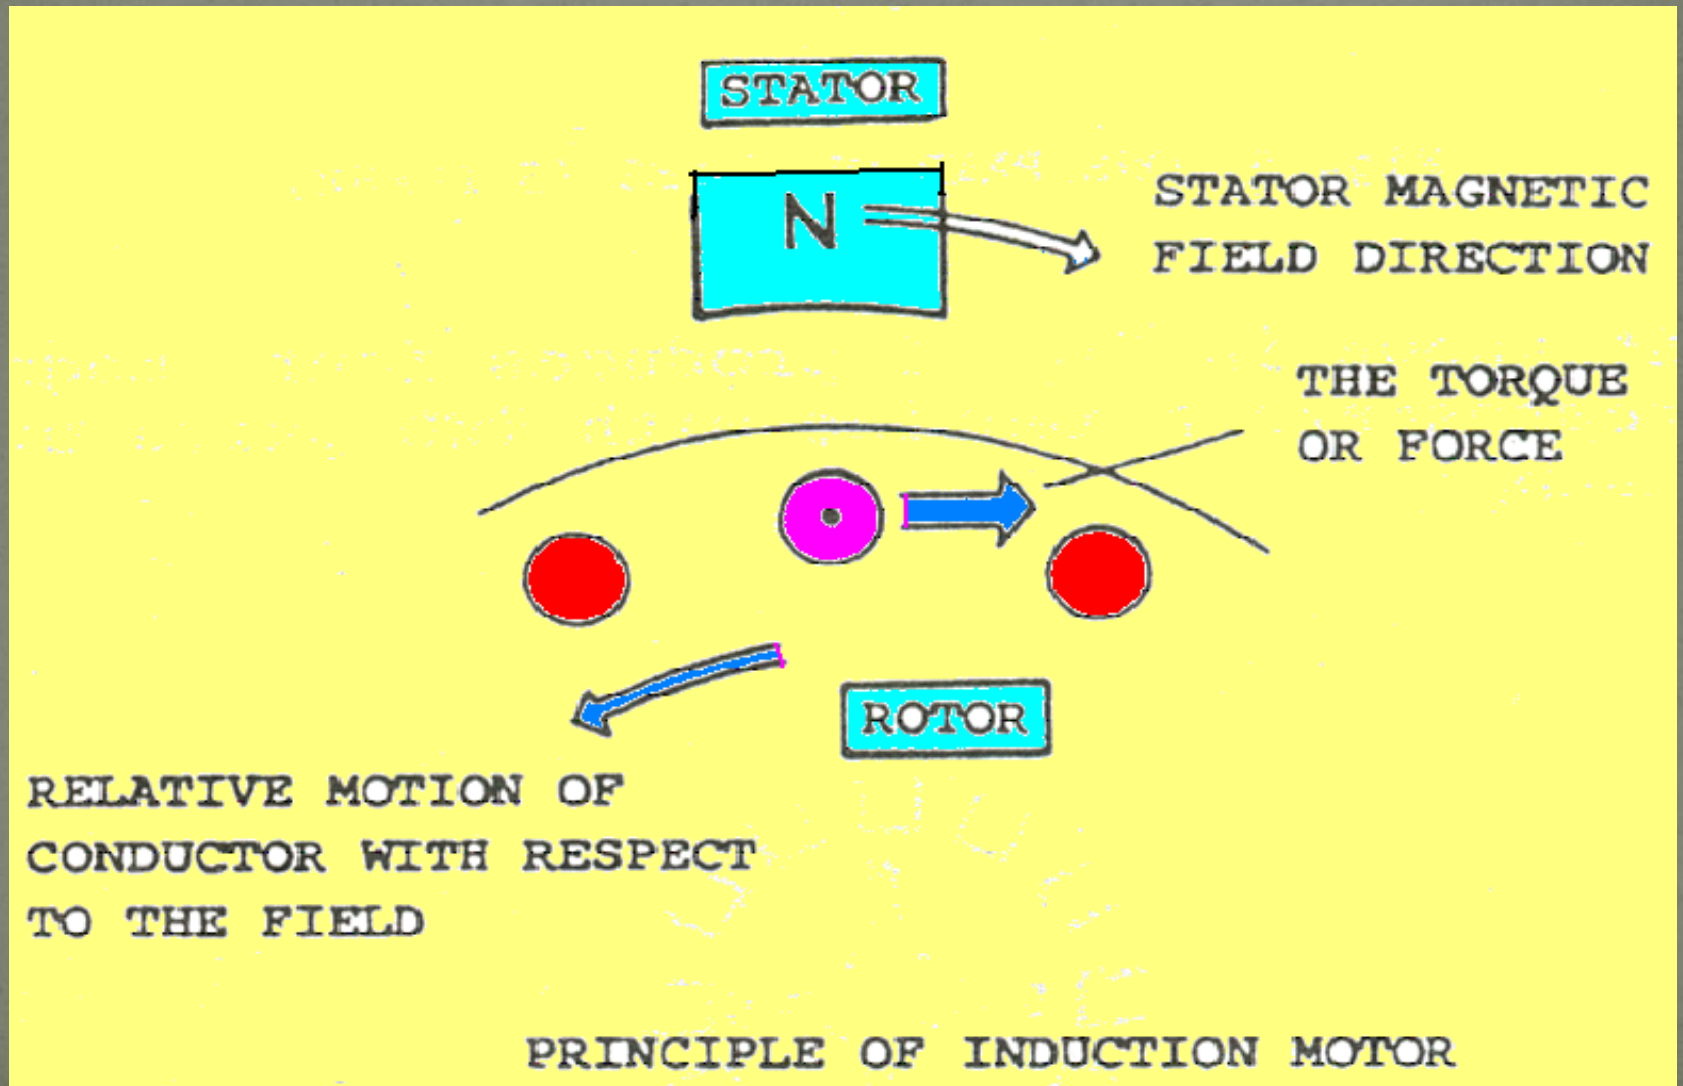 STATOR
N
STATOR MAGNETIC
FIELD DIRECTION
THE TORQUE
OR FORCE
ROTOR
RELATIVE MOTION OF
CONDUCTOR WITH RESPECT
TO THE FIELD
PRINCIPLE OF INDUCTION MOTOR